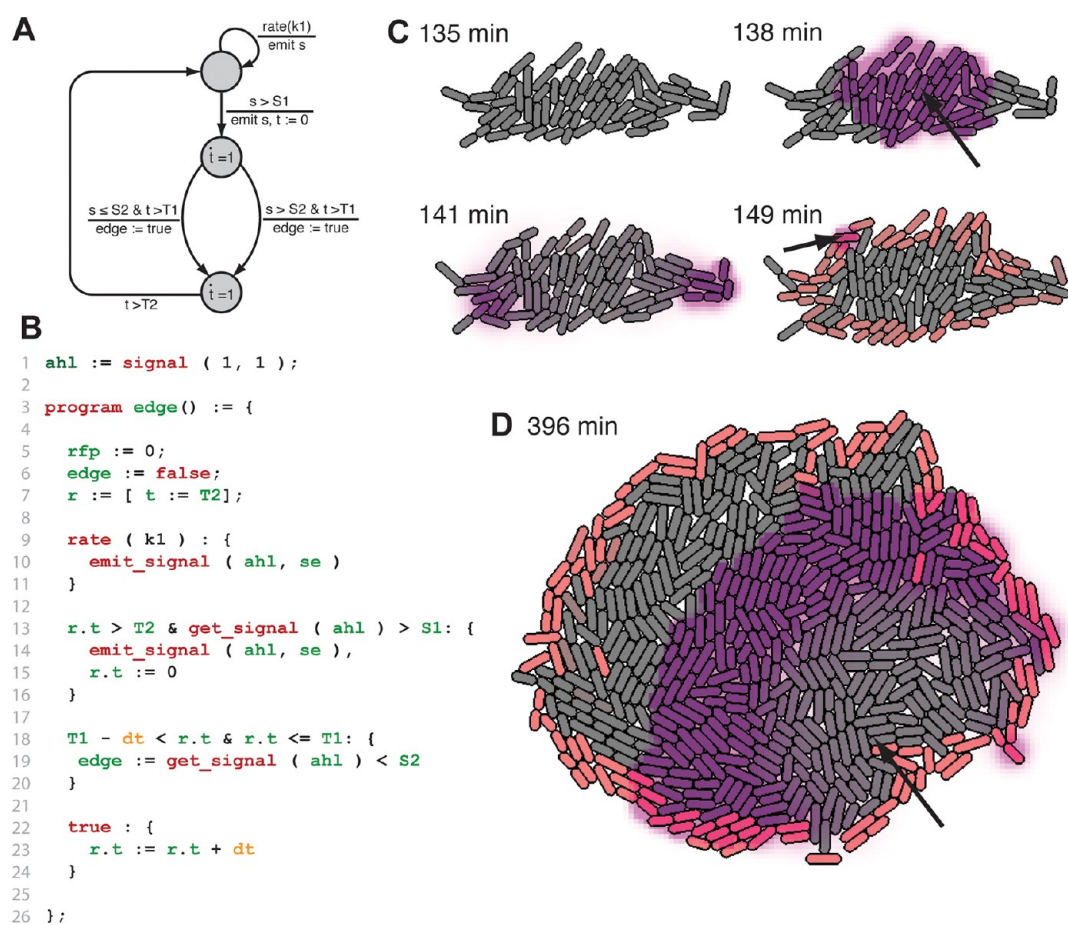 A
rate(k1)
emit s
s > S1
emit s, t := 0
ṫ =1
s ≤ S2 & t >T1
edge := true
s > S2 & t >T1
edge := true
ṫ =1
t >T2
B
1 ahl := signal ( 1, 1 );
2
3 program edge() := {
4
5 rfp := 0;
6 edge := false;
7 r := [ t := T2];
8
9 rate ( k1 ) : {
10 emit_signal ( ahl, se )
11 }
12
13 r.t > T2 & get_signal ( ahl ) > S1: {
14 emit_signal ( ahl, se ),
15 r.t := 0
16 }
17
18 T1 - dt < r.t & r.t <= T1: {
19 edge := get_signal ( ahl ) < S2
20 }
21
22 true : {
23 r.t := r.t + dt
24 }
25
26 };
C 135 min
138 min
141 min
149 min
D 396 min